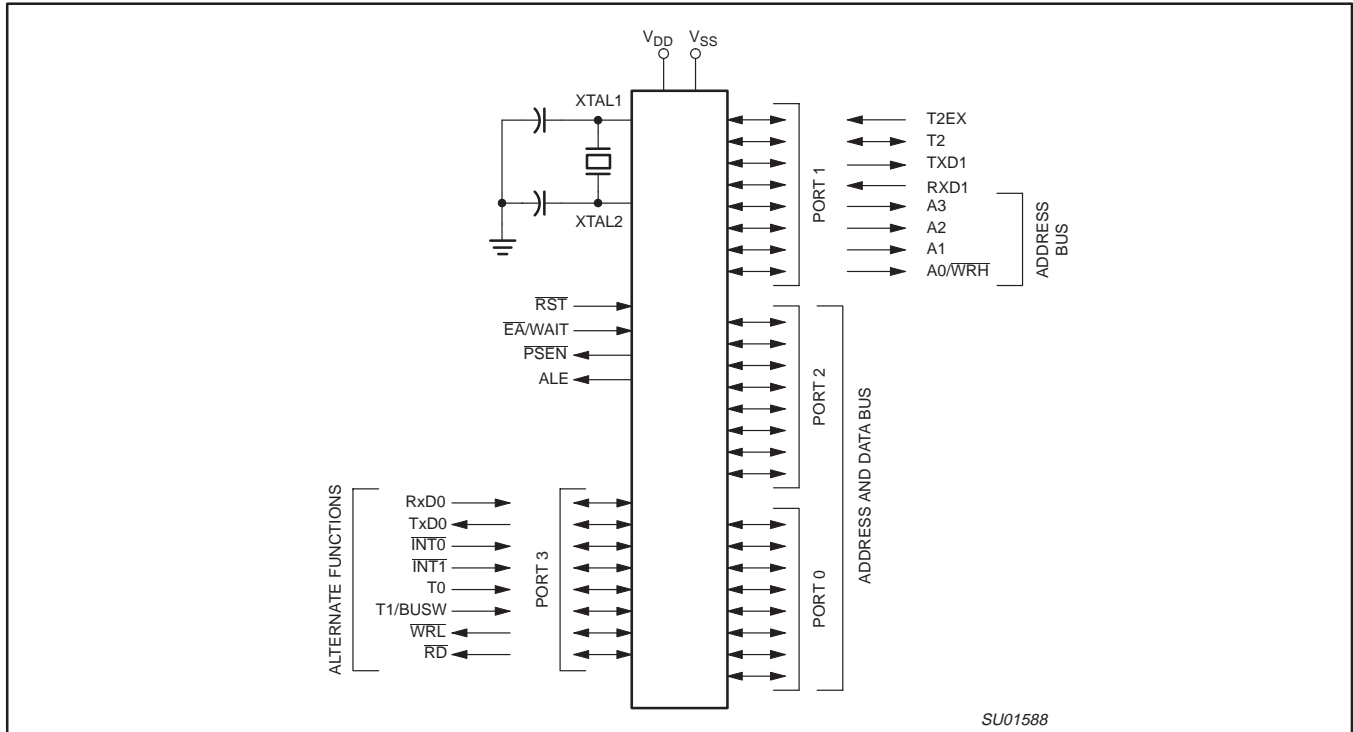 VDD
VSS
XTAL1
XTAL2
RST
EA/WAIT
PSEN
ALE
ALTERNATE FUNCTIONS
RxD0
TxD0
INT0
INT1
T0
T1/BUSW
WRL
RD
PORT 3
PORT 1
T2EX
T2
TXD1
RXD1
A3
A2
A1
A0/WRH
ADDRESS
BUS
PORT 2
PORT 0
ADDRESS AND DATA BUS
SU01588